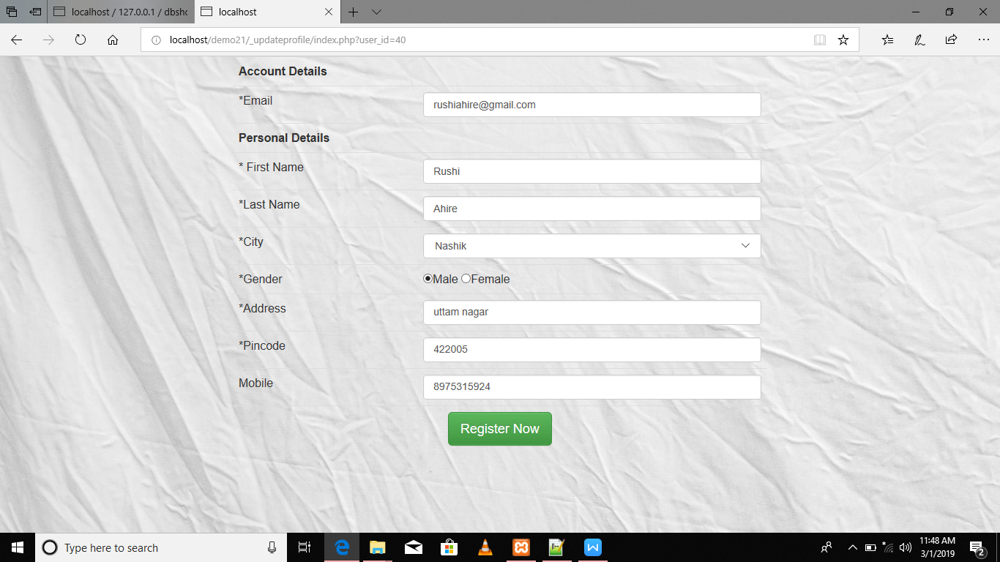 localhost / 127.0.0.1 / dbsho
localhost
localhost/demo21/_updateprofile/index.php?user_id=40
Account Details
*Email
rushiahire@gmail.com
Personal Details
* First Name
Rushi
*Last Name
Ahire
*City
Nashik
*Gender
Male Female
*Address
uttam nagar
*Pincode
422005
Mobile
8975315924
Register Now
Type here to search
11:48 AM
3/1/2019
2